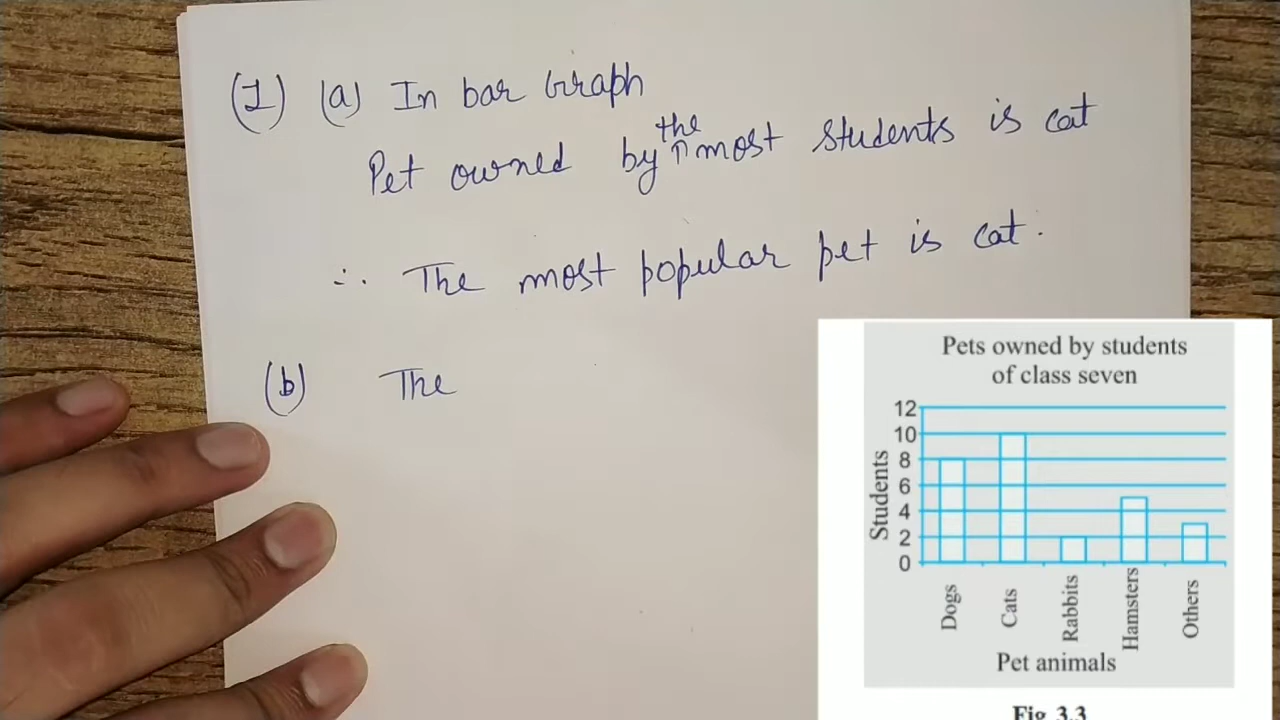 (1) (a) In bar Graph
Pet owned by the most students is cat
∴ The most popular pet is cat.
(b) The
Pets owned by students
of class seven
12
10
8
6
4
2
0
Students
Dogs
Cats
Rabbits
Hamsters
Others
Pet animals
Fig 3.3